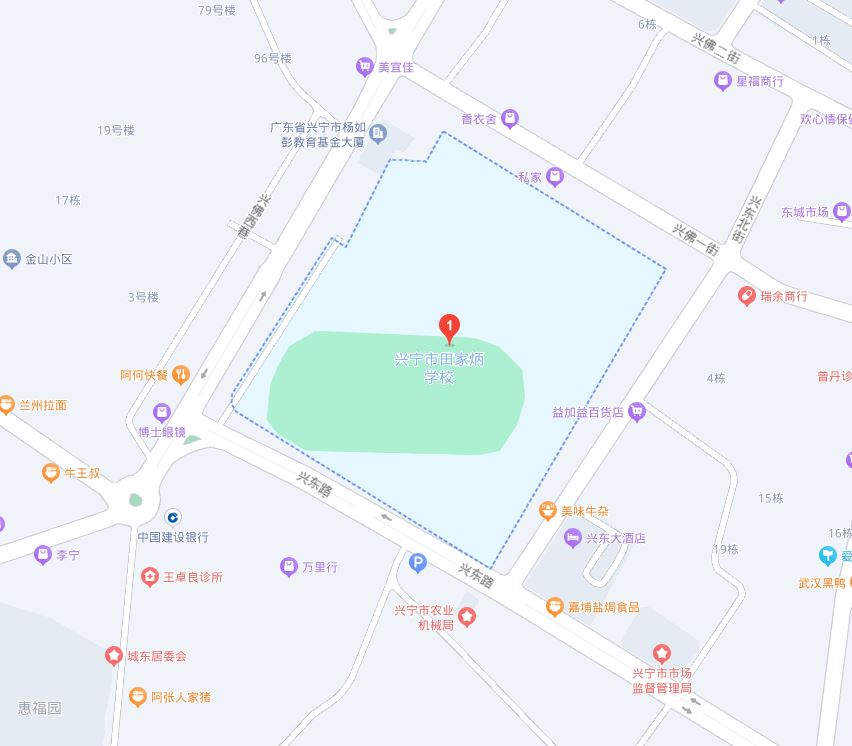 79号楼
6栋
兴佛二街
1栋
96号楼
美宜佳
星福商行
香衣舍
欢心情保健
19号楼
广东省兴宁市杨如
彭教育基金大厦
私家
17栋
兴佛西巷
兴东北街
东城市场
兴佛一街
金山小区
3号楼
瑞余商行
1
兴宁市田家炳
学校
阿何快餐
4栋
曾丹诊
兰州拉面
博士眼镜
益加益百货店
牛王叔
兴东路
15栋
美味牛杂
16栋
中国建设银行
兴东大酒店
19栋
李宁
万里行
P
兴东路
爱
王卓良诊所
武汉黑鸭
兴宁市农业
机械局
嘉埔盐焗食品
城东居委会
兴宁市市场
监督管理局
阿张人家猪
惠福园